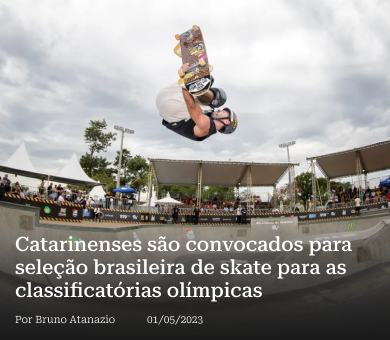 Catarinenses são convocados para
seleção brasileira de skate para as
classificatórias olímpicas
Por Bruno Atanazio 01/05/2023